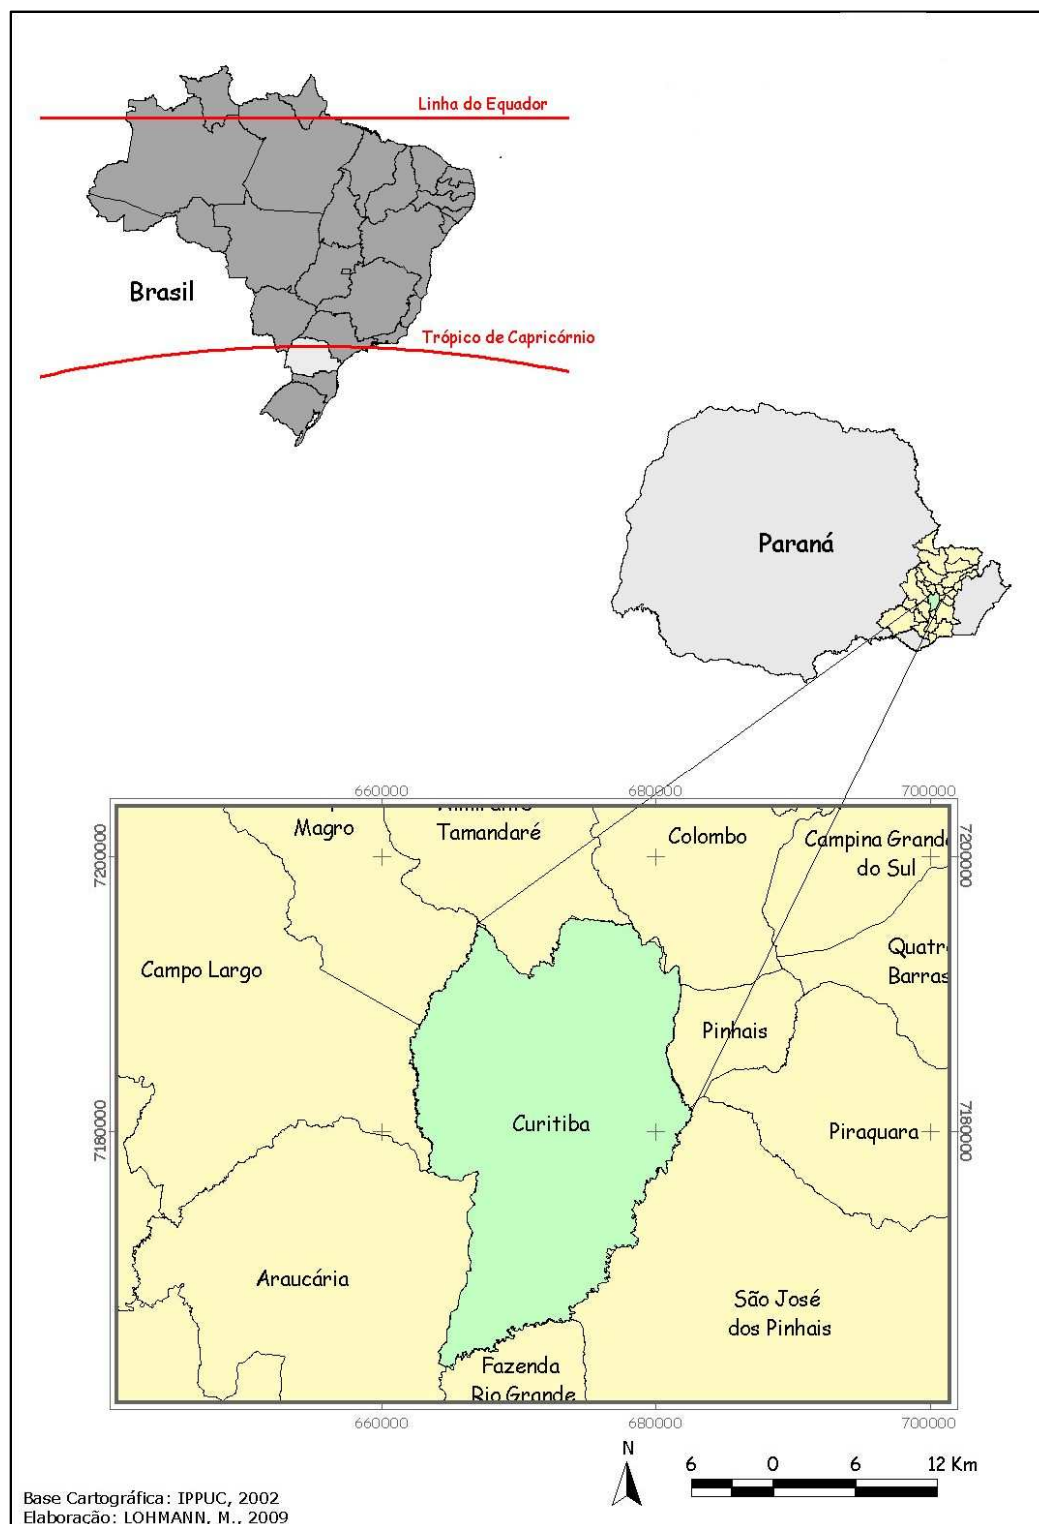 Linha do Equador
Brasil
Trópico de Capricórnio
Paraná
660000
680000
700000
Magro
Tamandaré
Colombo
Campina Grand
do Sul
7200000
7200000
Campo Largo
Quatr
Barras
Pinhais
Curitiba
7180000
Piraquara
7180000
Araucária
São José
dos Pinhais
Fazenda
Rio Grande
660000
680000
700000
N
6 0 6 12 Km
Base Cartográfica: IPPUC, 2002
Elaboração: LOHMANN, M., 2009